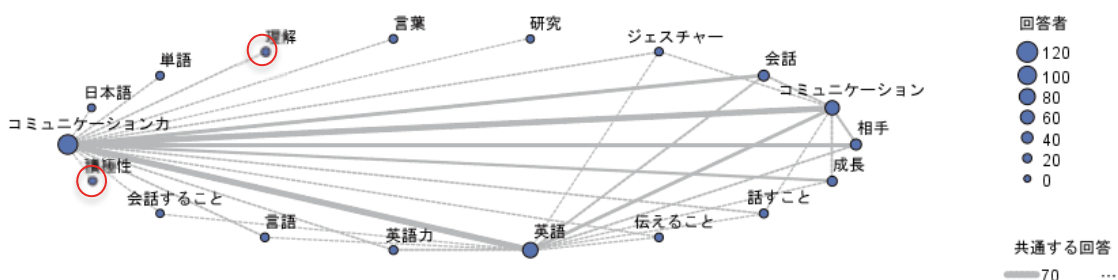 理解
言葉
研究
ジェスチャー
単語
会話
日本語
コミュニケーション
コミュニケーション力
相手
積極性
成長
会話すること
話すこと
言語
英語力
英語
伝えること
回答者
120
100
80
60
40
20
0
共通する回答
70
…